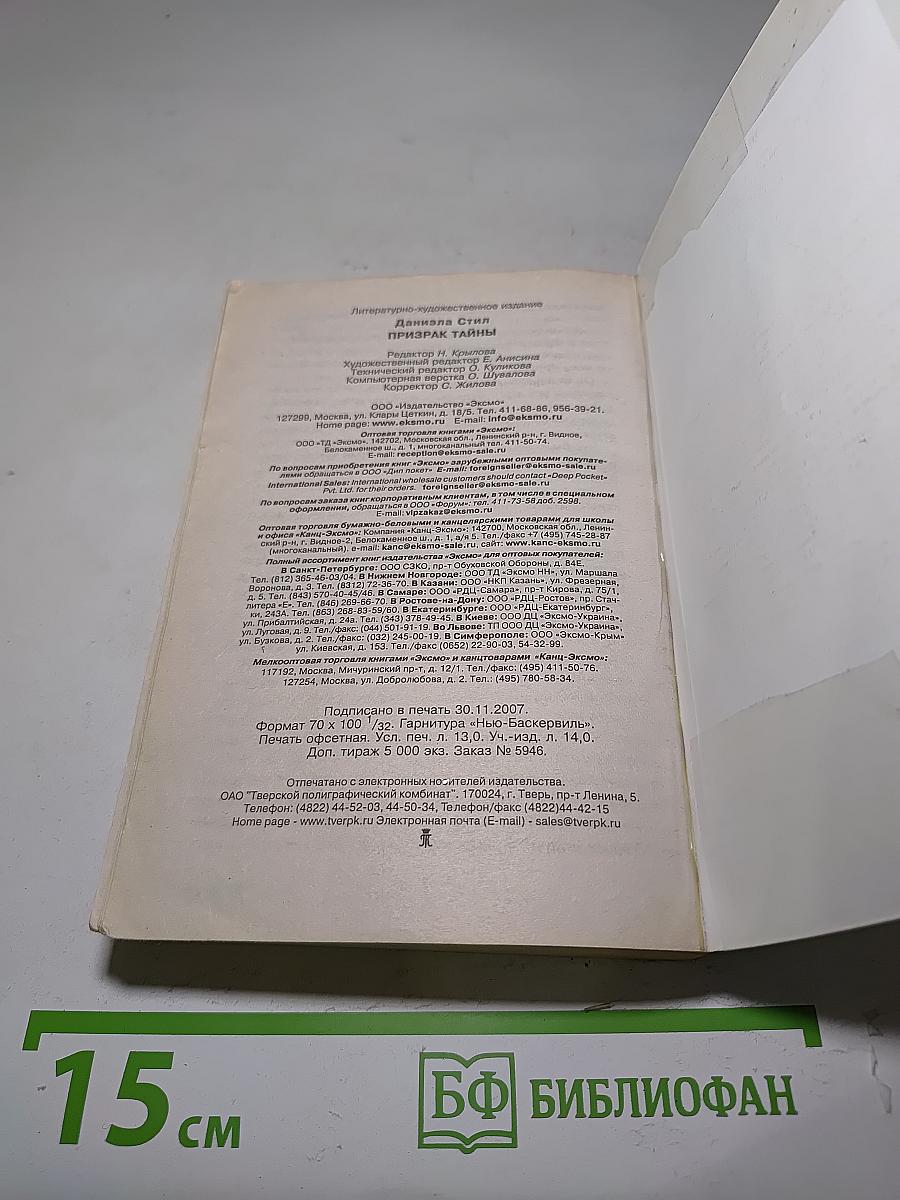 Литературно-художественное издание
Даниэла Стил
ПРИЗРАК ТАЙНЫ
Редактор Н. Крылова
Художественный редактор Е. Анисина
Технический редактор О. Куликова
Компьютерная верстка О. Шувалова
Корректор С. Жилова
ООО «Издательство «Эксмо»
127299, Москва, ул. Клары Цеткин, д. 18/5. Тел. 411-68-86, 956-39-21.
Home page: www.eksmo.ru E-mail: info@eksmo.ru
Оптовая торговля книгами «Эксмо»:
ООО «ТД «Эксмо». 142702, Московская обл., Ленинский р-н, г. Видное,
Белокаменное ш., д. 1, многоканальный тел. 411-50-74.
E-mail: reception@eksmo-sale.ru
По вопросам приобретения книг «Эксмо» зарубежными оптовыми покупате-
лями обращаться в ООО «Дип покет» E-mail: foreignseller@eksmo-sale.ru
International Sales: International wholesale customers should contact «Deep Pocket»
Pvt. Ltd. for their orders. foreignseller@eksmo-sale.ru
По вопросам заказа книг корпоративным клиентам, в том числе в специальном
оформлении, обращаться в ООО «Форум»: тел. 411-73-58 доб. 2598.
E-mail: vipzakaz@eksmo.ru
Оптовая торговля бумажно-беловыми и канцелярскими товарами для школы
и офиса «Канц-Эксмо»: Компания «Канц-Эксмо»: 142700, Московская обл., Ленин-
ский р-н, г. Видное-2, Белокаменное ш., д. 1, а/я 5. Тел./факс +7 (495) 745-28-87
(многоканальный). e-mail: kanc@eksmo-sale.ru, сайт: www.kanc-eksmo.ru
Полный ассортимент книг издательства «Эксмо» для оптовых покупателей:
В Санкт-Петербурге: ООО СЗКО, пр-т Обуховской Обороны, д. 84Е.
Тел. (812) 365-46-03/04. В Нижнем Новгороде: ООО ТД «Эксмо НН», ул. Маршала
Воронова, д. 3. Тел. (8312) 72-36-70. В Казани: ООО «НКП Казань», ул. Фрезерная,
д. 5. Тел. (843) 570-40-45/46. В Самаре: ООО «РДЦ-Самара», пр-т Кирова, д. 75/1,
литера «Е». Тел. (846) 269-66-70. В Ростове-на-Дону: ООО «РДЦ-Ростов», пр. Стач-
ки, 243А. Тел. (863) 268-83-59/60. В Екатеринбурге: ООО «РДЦ-Екатеринбург»,
ул. Прибалтийская, д. 24а. Тел. (343) 378-49-45. В Киеве: ООО ДЦ «Эксмо-Украина»,
ул. Луговая, д. 9. Тел./факс: (044) 501-91-19. Во Львове: ТП ООО ДЦ «Эксмо-Украина»,
ул. Бузкова, д. 2. Тел./факс: (032) 245-00-19. В Симферополе: ООО «Эксмо-Крым»
ул. Киевская, д. 153. Тел./факс (0652) 22-90-03, 54-32-99.
Мелкооптовая торговля книгами «Эксмо» и канцтоварами «Канц-Эксмо»:
117192, Москва, Мичуринский пр-т, д. 12/1. Тел./факс: (495) 411-50-76.
127254, Москва, ул. Добролюбова, д. 2. Тел.: (495) 780-58-34.
Подписано в печать 30.11.2007.
Формат 70 x 100 1/32. Гарнитура «Нью-Баскервиль».
Печать офсетная. Усл. печ. л. 13,0. Уч.-изд. л. 14,0.
Доп. тираж 5 000 экз. Заказ № 5946.
Отпечатано с электронных носителей издательства.
ОАО "Тверской полиграфический комбинат". 170024, г. Тверь, пр-т Ленина, 5.
Телефон: (4822) 44-52-03, 44-50-34, Телефон/факс (4822)44-42-15
Home page - www.tverpk.ru Электронная почта (E-mail) - sales@tverpk.ru
15 см
БФ БИБЛИОФАН